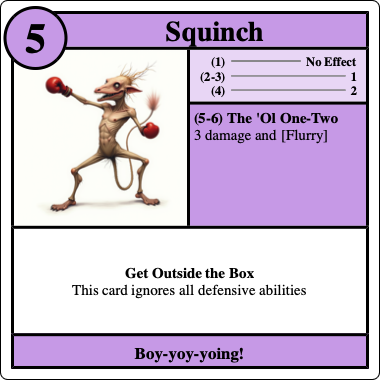 5
Squinch
(1) No Effect
(2-3) 1
(4) 2
(5-6) The 'Ol One-Two
3 damage and [Flurry]
Get Outside the Box
This card ignores all defensive abilities
Boy-yoy-yoing!